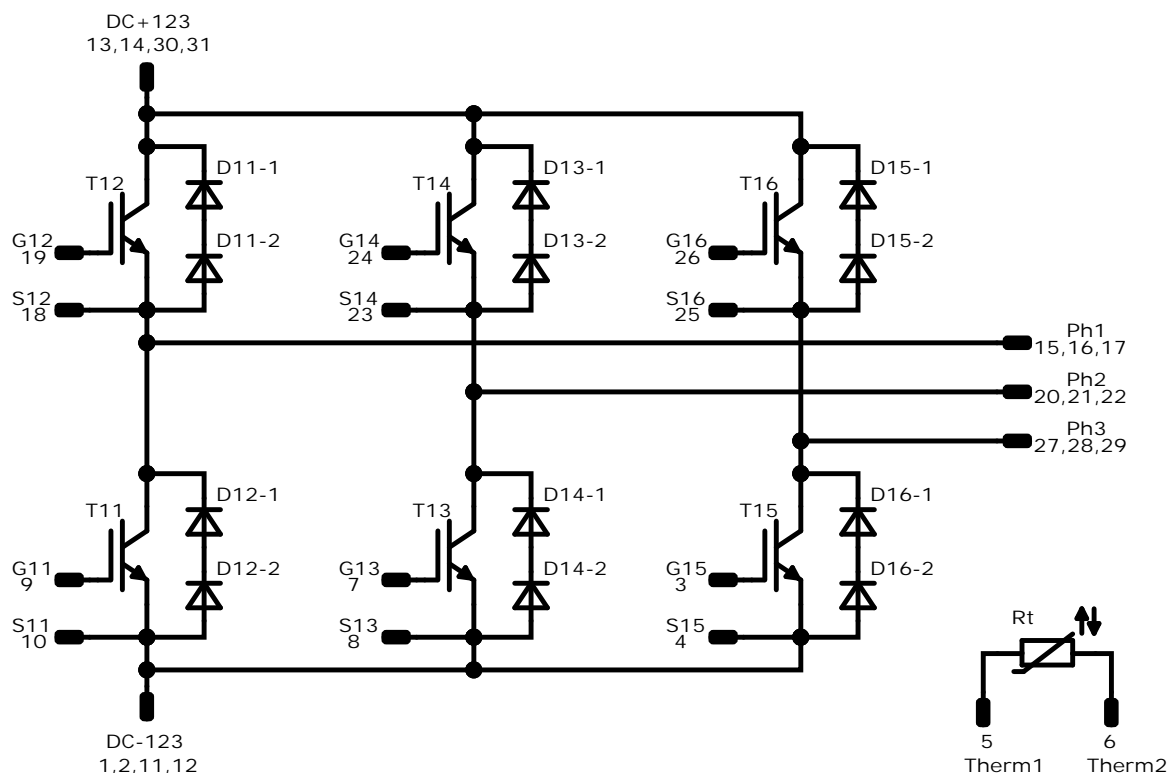 DC+123
13,14,30,31
D11-1
D13-1
D15-1
T12
T14
T16
G12
19
D11-2
G14
24
D13-2
G16
26
D15-2
S12
18
S14
23
S16
25
Ph1
15,16,17
Ph2
20,21,22
Ph3
27,28,29
D12-1
D14-1
D16-1
T11
T13
T15
G11
9
D12-2
G13
7
D14-2
G15
3
D16-2
S11
10
S13
8
S15
4
Rt
DC-123
1,2,11,12
5
Therm1
6
Therm2